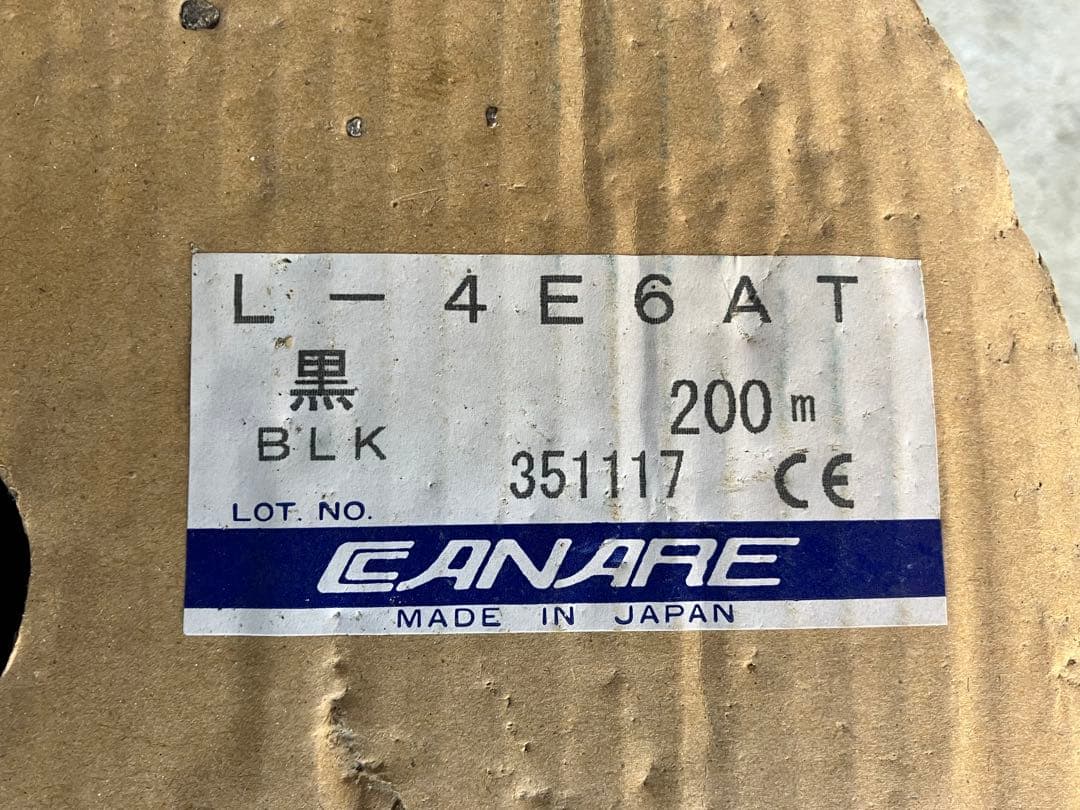 L-4E6AT
黒
200m
BLK
351117 CE
LOT. NO.
CANARE
MADE IN JAPAN